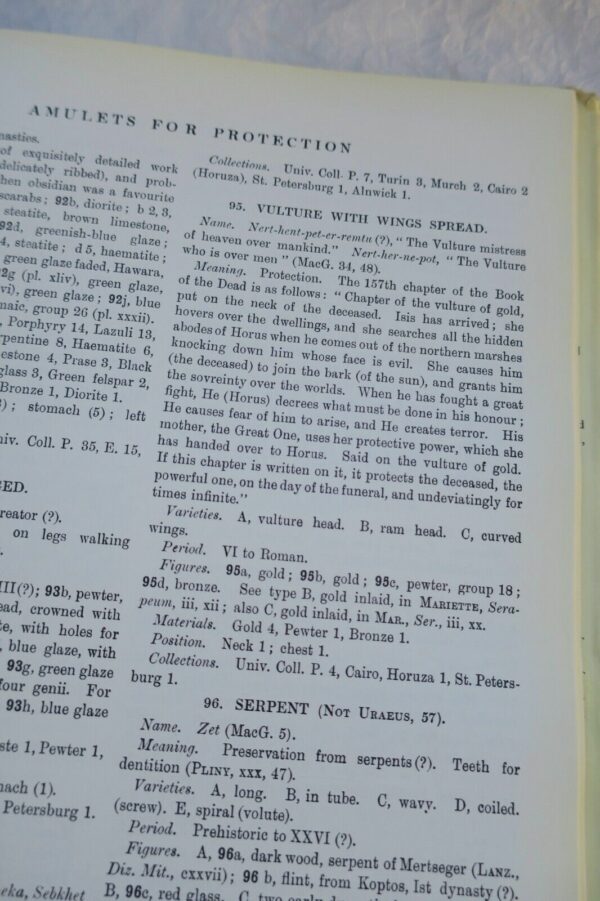 AMULETS FOR PROTECTION
nasties.
of exquisitely detailed work
delicately ribbed), and prob-
hen obsidian was a favourite
scarabs; 92b, diorite; b 2, 3,
steatite, brown limestone,
92d, greenish-blue glaze;
4, steatite; d 5, haematite;
green glaze faded, Hawara,
92g (pl. xliv), green glaze,
vi), green glaze; 92j, blue
maic, group 26 (pl. xxxii).
, Porphyry 14, Lazuli 13,
rpentine 8, Haematite 6,
estone 4, Prase 3, Black
glass 3, Green felspar 2,
Bronze 1, Diorite 1.
); stomach (5); left
niv. Coll. P. 35, E. 15,
GED.
reator (?).
on legs walking
III(?); 93b, pewter,
ead, crowned with
te, with holes for
, blue glaze, with
93g, green glaze
four genii. For
93h, blue glaze
ste 1, Pewter 1,
nach (1).
Petersburg 1.
eka, Sebkhet
Collections. Univ. Coll. P. 7, Turin 3, Murch 2, Cairo 2
(Horuza), St. Petersburg 1, Alnwick 1.
95. VULTURE WITH WINGS SPREAD.
Name. Nert-hent-pet-er-remtu (?), “ The Vulture mistress
of heaven over mankind.” Nert-her-ne-pot, “ The Vulture
who is over men ” (MacG. 34, 48).
Meaning. Protection. The 157th chapter of the Book
of the Dead is as follows: “ Chapter of the vulture of gold,
put on the neck of the deceased. Isis has arrived; she
hovers over the dwellings, and she searches all the hidden
abodes of Horus when he comes out of the northern marshes
knocking down him whose face is evil. She causes him
(the deceased) to join the bark (of the sun), and grants him
the sovreinty over the worlds. When he has fought a great
fight, He (Horus) decrees what must be done in his honour;
He causes fear of him to arise, and He creates terror. His
mother, the Great One, uses her protective power, which she
has handed over to Horus. Said on the vulture of gold.
If this chapter is written on it, it protects the deceased, the
powerful one, on the day of the funeral, and undeviatingly for
times infinite.”
Varieties. A, vulture head. B, ram head. C, curved
wings.
Period. VI to Roman.
Figures. 95a, gold; 95b, gold; 95c, pewter, group 18;
95d, bronze. See type B, gold inlaid, in MARIETTE, Sera-
peum, iii, xii; also C, gold inlaid, in MAR., Ser., iii, xx.
Materials. Gold 4, Pewter 1, Bronze 1.
Position. Neck 1; chest 1.
Collections. Univ. Coll. P. 4, Cairo, Horuza 1, St. Peters-
burg 1.
96. SERPENT (NOT URAEUS, 57).
Name. Zet (MacG. 5).
Meaning. Preservation from serpents (?). Teeth for
dentition (PLINY, xxx, 47).
Varieties. A, long. B, in tube. C, wavy. D, coiled.
(screw). E, spiral (volute).
Period. Prehistoric to XXVI (?).
Figures. A, 96a, dark wood, serpent of Mertseger (LANZ.,
Diz. Mit., cxxvii); 96 b, flint, from Koptos, Ist dynasty (?).
B, 96c, red glass. C, two early